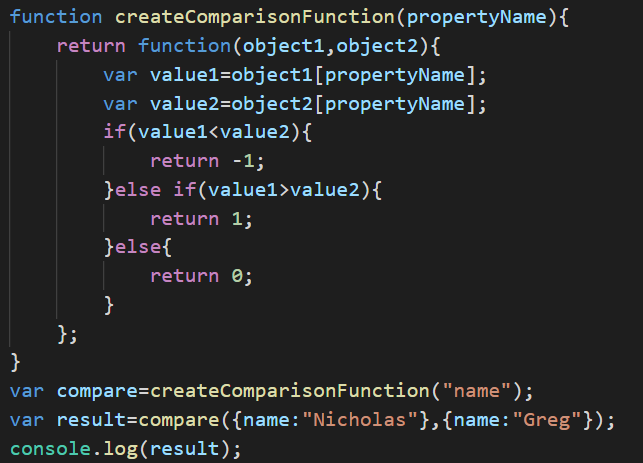 function createComparisonFunction(propertyName){
    return function(object1,object2){
        var value1=object1[propertyName];
        var value2=object2[propertyName];
        if(value1<value2){
            return -1;
        }else if(value1>value2){
            return 1;
        }else{
            return 0;
        }
    };
}
var compare=createComparisonFunction("name");
var result=compare({name:"Nicholas"},{name:"Greg"});
console.log(result);